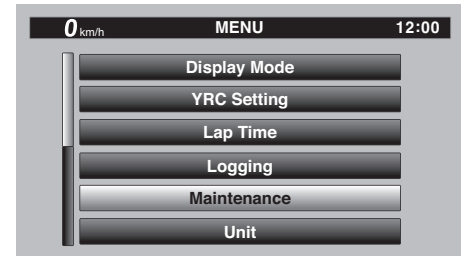 0 km/h MENU 12:00
Display Mode
YRC Setting
Lap Time
Logging
Maintenance
Unit